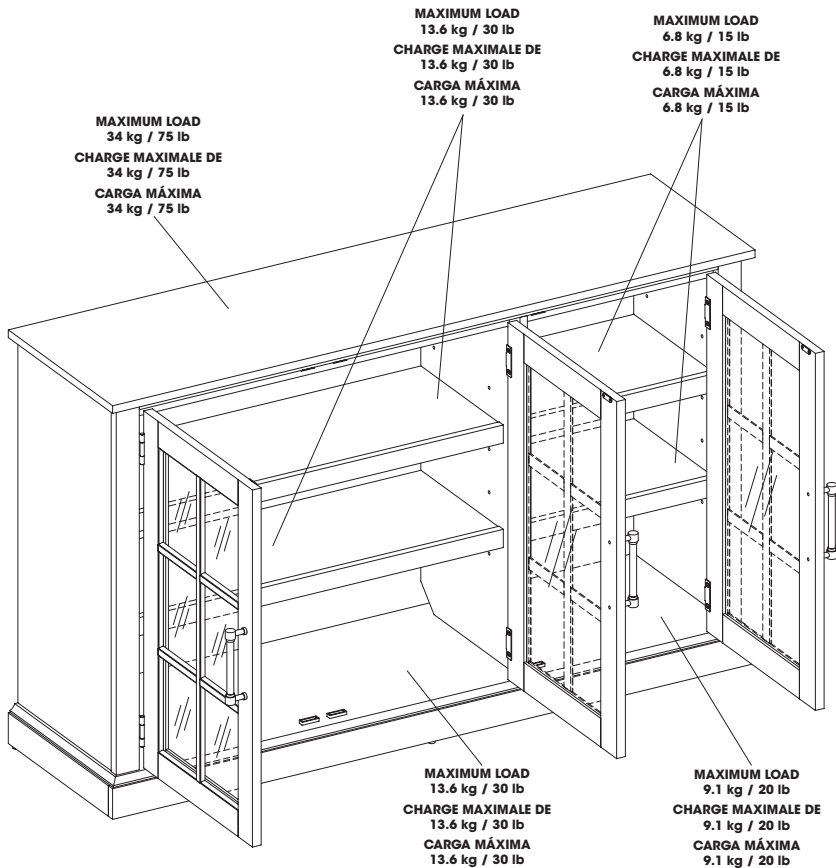 MAXIMUM LOAD
13.6 kg / 30 lb
CHARGE MAXIMALE DE
13.6 kg / 30 lb
CARGA MÁXIMA
13.6 kg / 30 lb
MAXIMUM LOAD
6.8 kg / 15 lb
CHARGE MAXIMALE DE
6.8 kg / 15 lb
CARGA MÁXIMA
6.8 kg / 15 lb
MAXIMUM LOAD
34 kg / 75 lb
CHARGE MAXIMALE DE
34 kg / 75 lb
CARGA MÁXIMA
34 kg / 75 lb
MAXIMUM LOAD
13.6 kg / 30 lb
CHARGE MAXIMALE DE
13.6 kg / 30 lb
CARGA MÁXIMA
13.6 kg / 30 lb
MAXIMUM LOAD
9.1 kg / 20 lb
CHARGE MAXIMALE DE
9.1 kg / 20 lb
CARGA MÁXIMA
9.1 kg / 20 lb